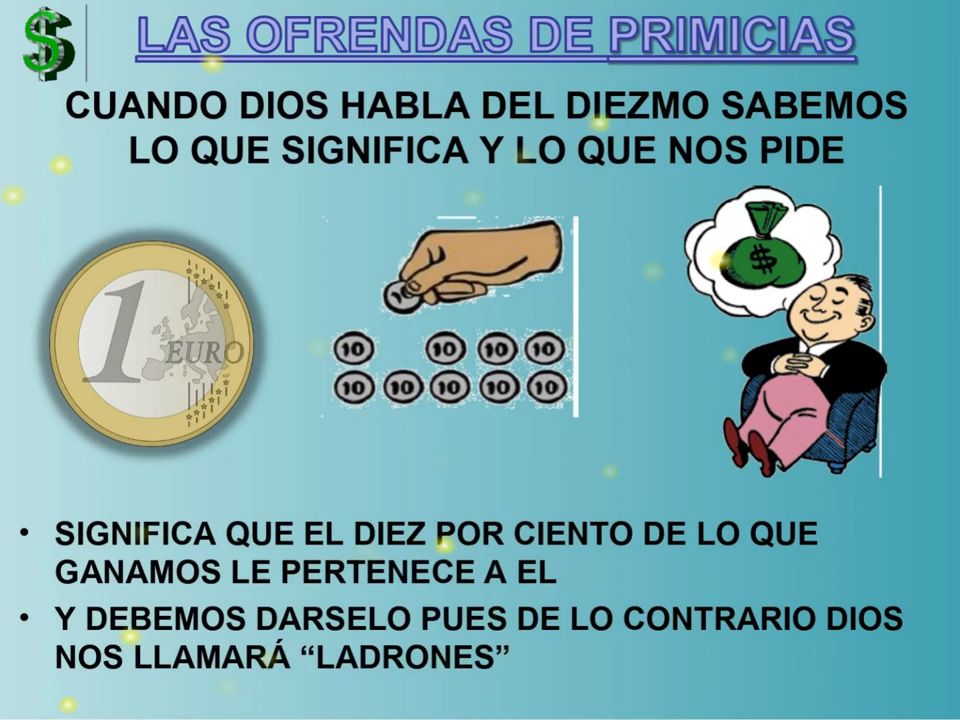 LAS OFRENDAS DE PRIMICIAS
CUANDO DIOS HABLA DEL DIEZMO SABEMOS
LO QUE SIGNIFICA Y LO QUE NOS PIDE
1 EURO
10 10 10 10
10 10 10 10 10
$
• SIGNIFICA QUE EL DIEZ POR CIENTO DE LO QUE
GANAMOS LE PERTENECE A EL
• Y DEBEMOS DARSELO PUES DE LO CONTRARIO DIOS
NOS LLAMARÁ “LADRONES”